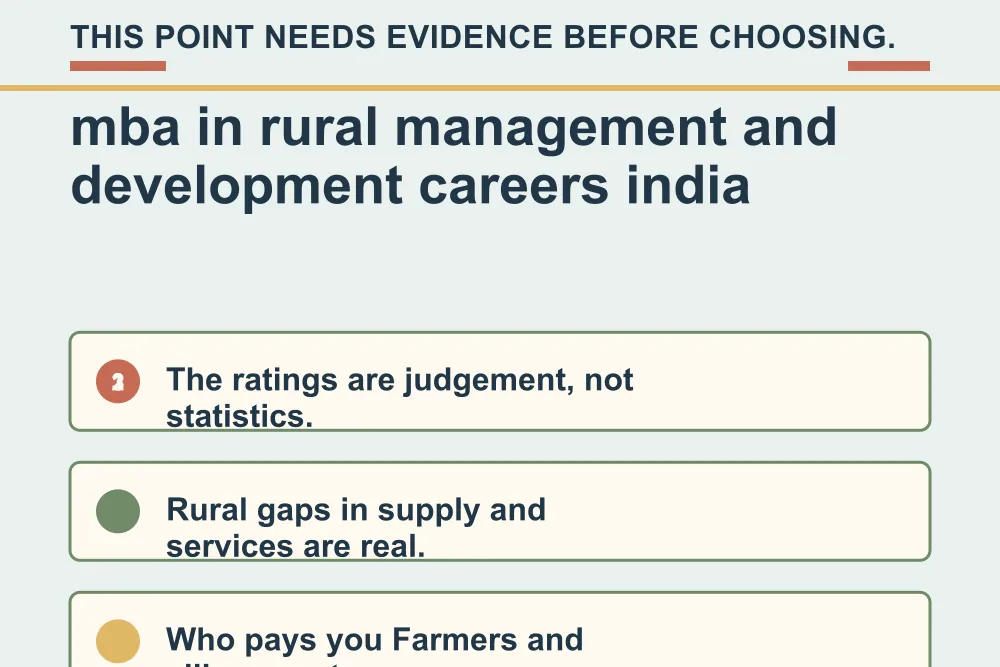 THIS POINT NEEDS EVIDENCE BEFORE CHOOSING.
mba in rural management and
development careers india
The ratings are judgement, not
statistics.
Rural gaps in supply and
services are real.
Who pays you Farmers and